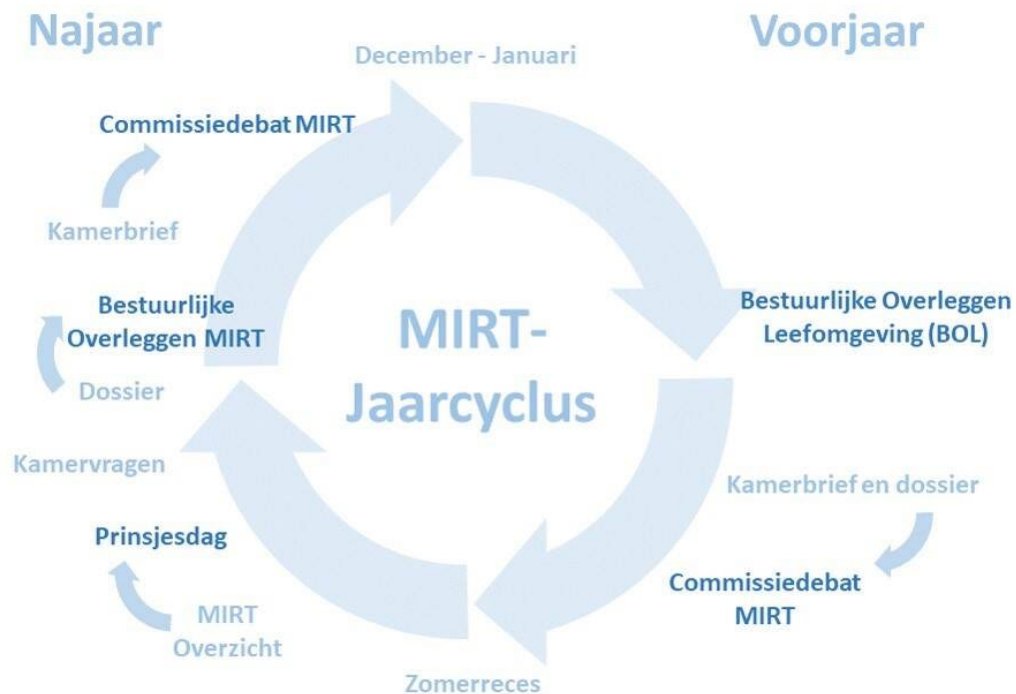 Najaar
Voorjaar
December - Januari
Commissiedebat MIRT
Kamerbrief
Bestuurlijke
Overleggen MIRT
Dossier
Kamervragen
Prinsjesdag
MIRT
Overzicht
MIRT-
Jaarcyclus
Bestuurlijke Overleggen
Leefomgeving (BOL)
Kamerbrief en dossier
Commissiedebat
MIRT
Zomerreces